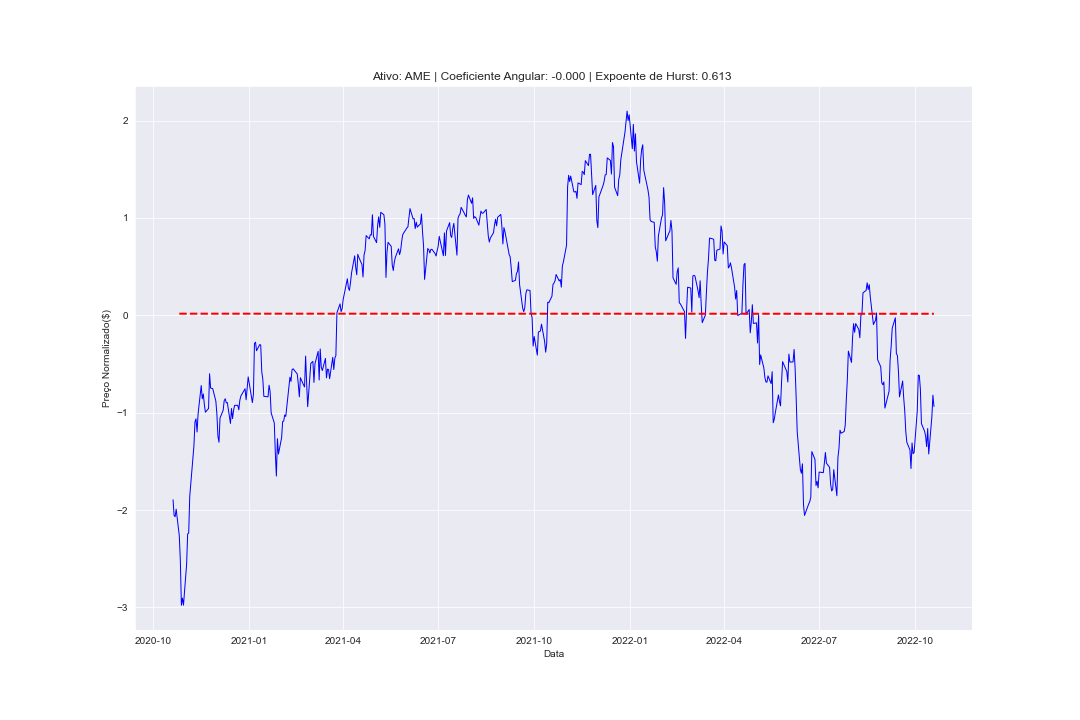 Ativo: AME | Coeficiente Angular: -0.000 | Expoente de Hurst: 0.613
Preço Normalizado($)
2
1
0
−1
−2
−3
2020-10 2021-01 2021-04 2021-07 2021-10 2022-01 2022-04 2022-07 2022-10
Data